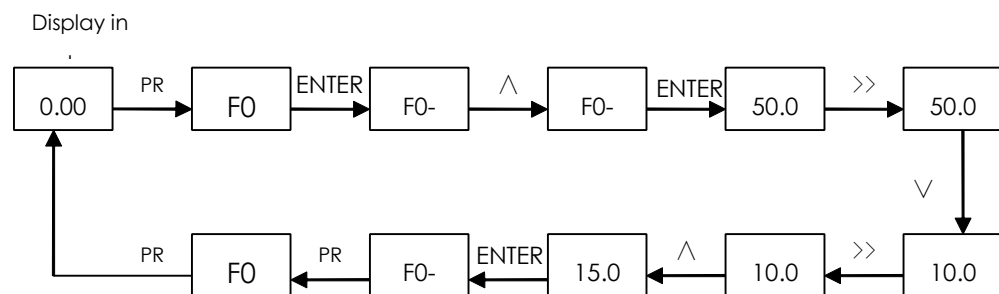 Display in
PR ENTER ∧ ENTER >>
0.00 F0 F0- F0- 50.0 50.0
∨
PR PR ENTER ∧ >>
F0 F0- 15.0 10.0 10.0